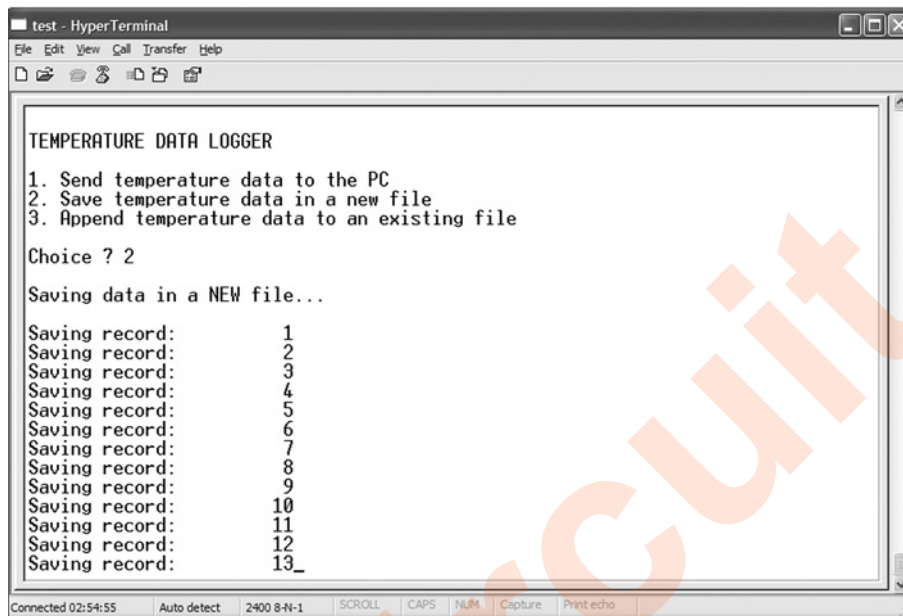 test - HyperTerminal
File Edit View Call Transfer Help
TEMPERATURE DATA LOGGER
1. Send temperature data to the PC
2. Save temperature data in a new file
3. Append temperature data to an existing file
Choice ? 2
Saving data in a NEW file...
Saving record: 1
Saving record: 2
Saving record: 3
Saving record: 4
Saving record: 5
Saving record: 6
Saving record: 7
Saving record: 8
Saving record: 9
Saving record: 10
Saving record: 11
Saving record: 12
Saving record: 13_
Connected 02:54:55 Auto detect 2400 8-N-1 SCROLL CAPS NUM Capture Print echo
rcuit